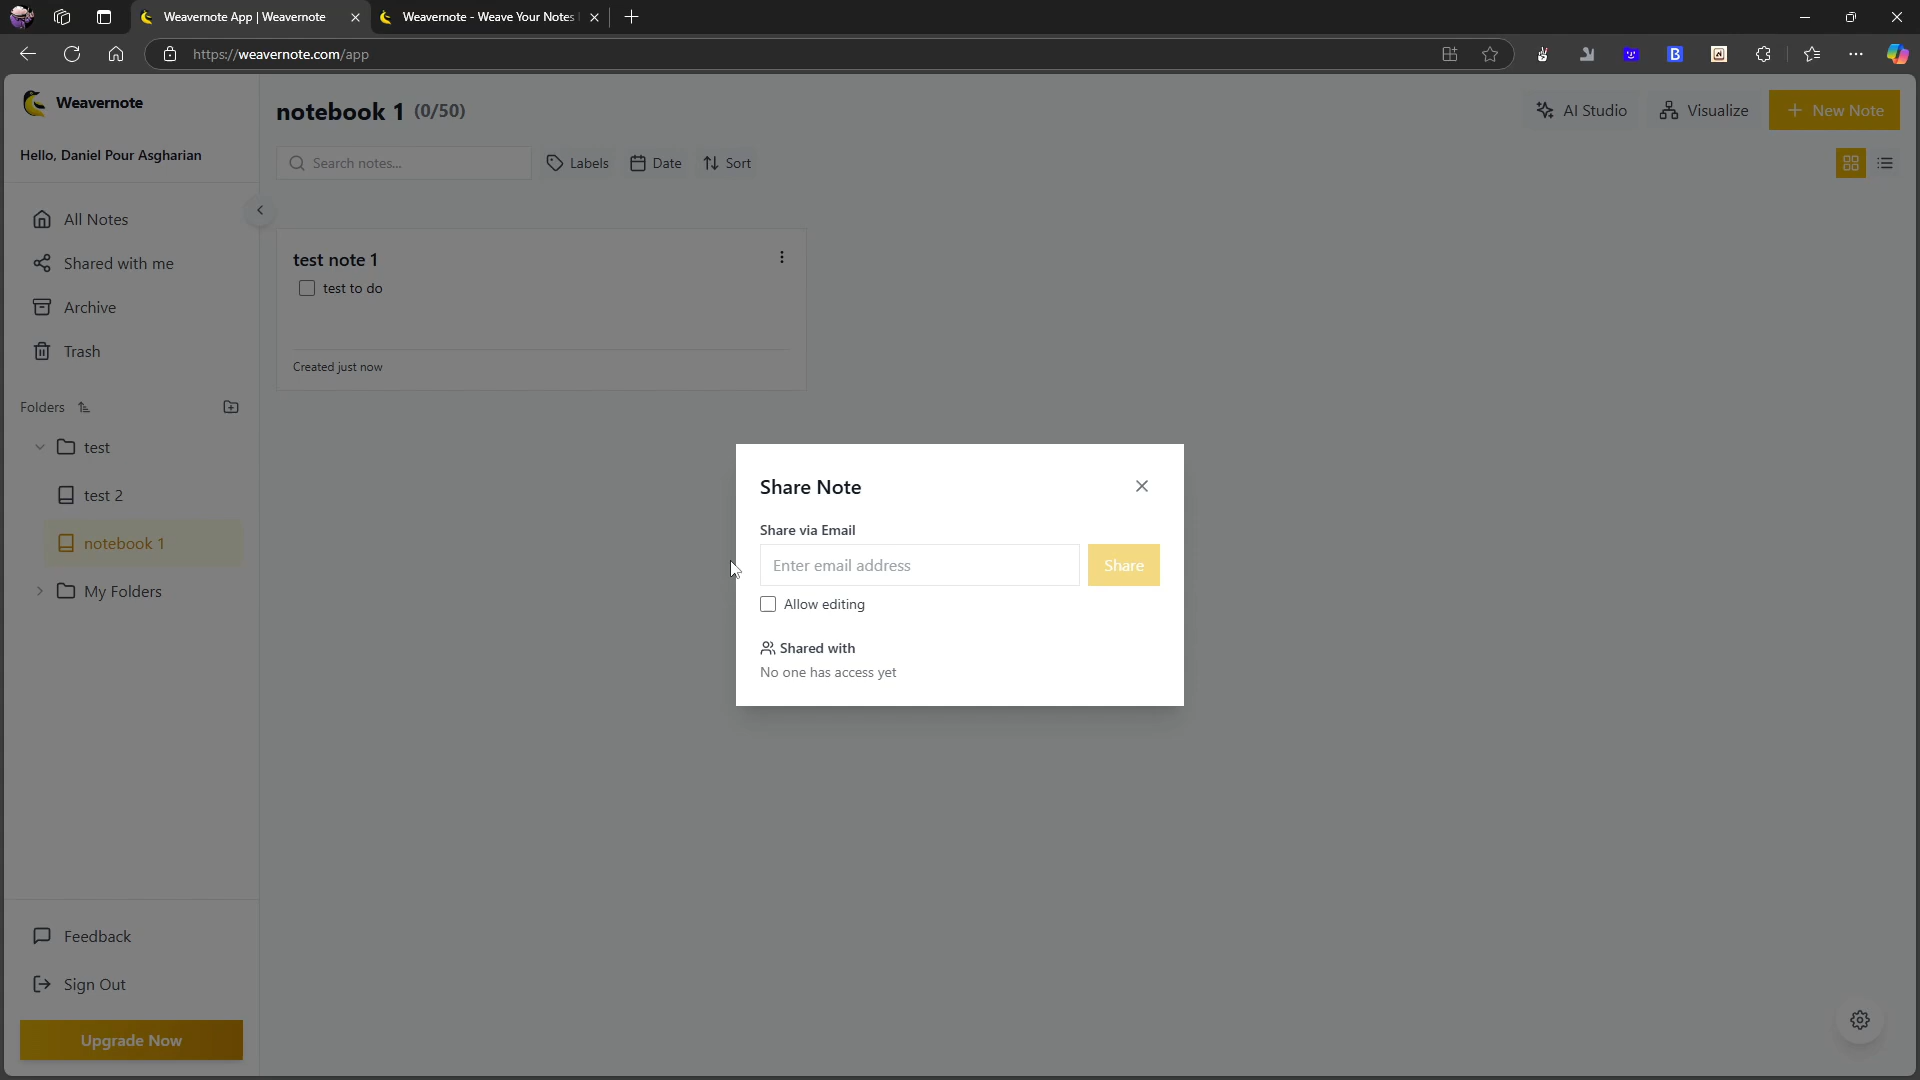 Weavernote App | Weavernote
Weavernote - Weave Your Notes
https://weavernote.com/app
Weavernote
Hello, Daniel Pour Asgharian
All Notes
Shared with me
Archive
Trash
Folders
test
test 2
notebook 1
My Folders
Feedback
Sign Out
Upgrade Now
notebook 1 (0/50)
AI Studio
Visualize
New Note
Search notes...
Labels
Date
Sort
test note 1
test to do
Created just now
Share Note
Share via Email
Enter email address
Share
Allow editing
Shared with
No one has access yet